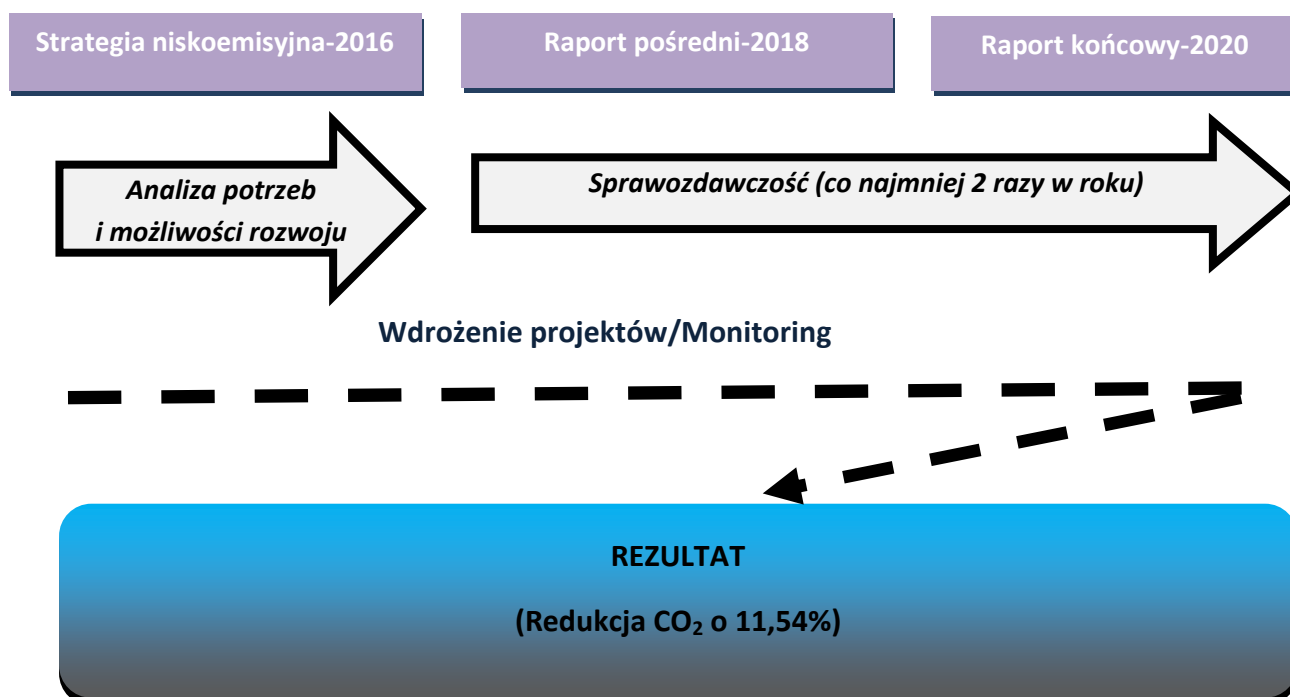 Strategia niskoemisyjna-2016
Raport pośredni-2018
Raport końcowy-2020
Analiza potrzeb
i możliwości rozwoju
Sprawozdawczość (co najmniej 2 razy w roku)
Wdrożenie projektów/Monitoring
REZULTAT
(Redukcja CO₂ o 11,54%)